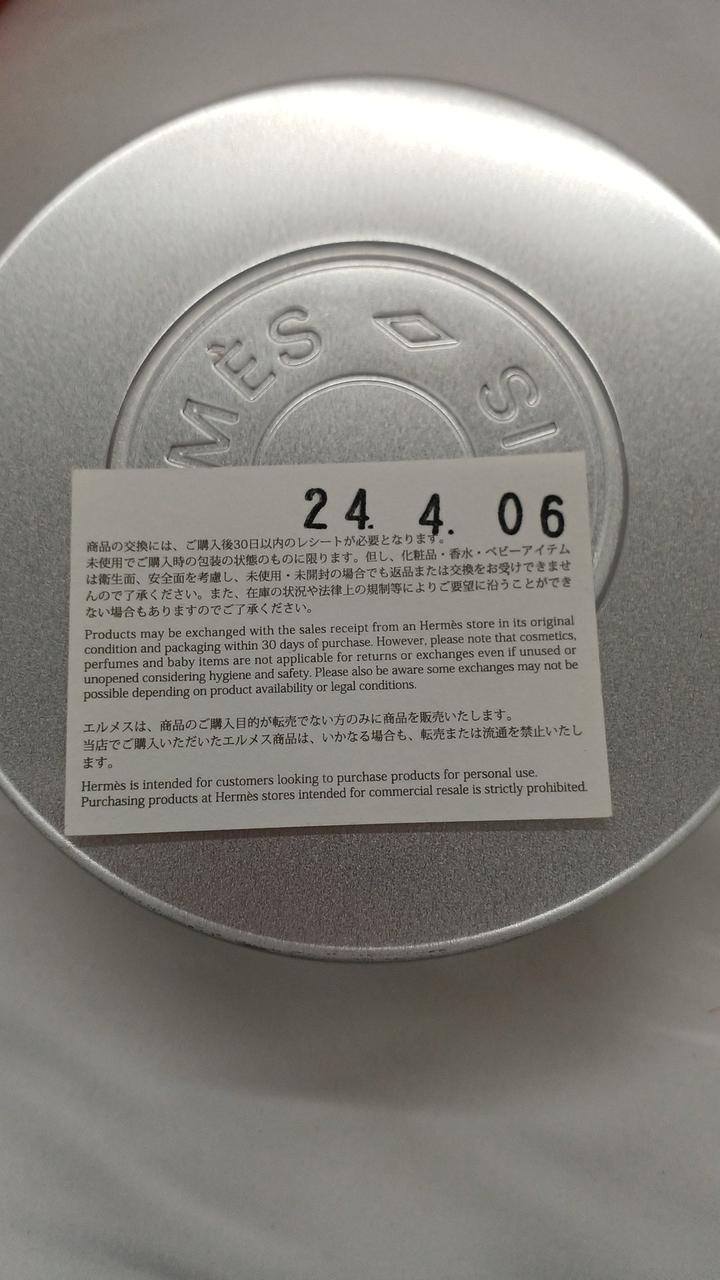 MÈS SI
24. 4. 06
商品の交換には、ご購入後30日以内のレシートが必要となります。
未使用でご購入時の包装の状態のものに限ります。但し、化粧品・香水・ベビーアイテム
は衛生面、安全面を考慮し、未使用・未開封の場合でも返品または交換をお受けできませ
んので了承ください。また、在庫の状況や法律上の規制等によりご要望に沿うことができ
ない場合もありますのでご了承ください。
Products may be exchanged with the sales receipt from an Hermès store in its original
condition and packaging within 30 days of purchase. However, please note that cosmetics,
perfumes and baby items are not applicable for returns or exchanges even if unused or
unopened considering hygiene and safety. Please also be aware some exchanges may not be
possible depending on product availability or legal conditions.
エルメスは、商品のご購入目的が転売でない方のみに商品を販売いたします。
当店でご購入いただいたエルメス商品は、いかなる場合も、転売または流通を禁止いたし
ます。
Hermès is intended for customers looking to purchase products for personal use.
Purchasing products at Hermès stores intended for commercial resale is strictly prohibited.